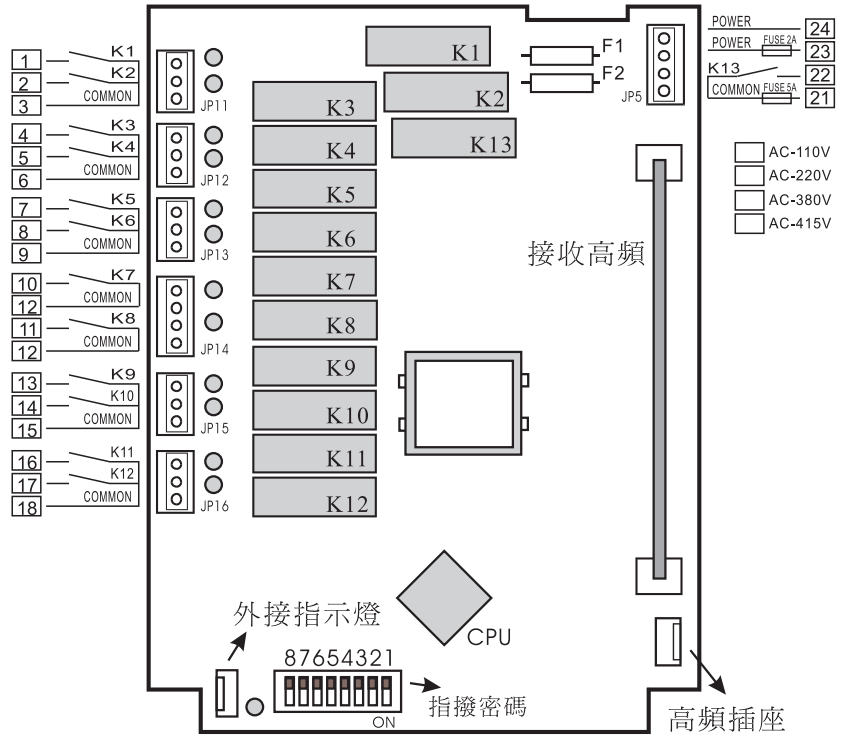 1 K1
2 K2
3 COMMON
JP11
4 K3
5 K4
6 COMMON
JP12
7 K5
8 K6
9 COMMON
JP13
10 K7
12 COMMON
11 K8
12 COMMON
JP14
13 K9
14 K10
15 COMMON
JP15
16 K11
17 K12
18 COMMON
JP16
K1
K2
K13
K3
K4
K5
K6
K7
K8
K9
K10
K11
K12
F1
F2
JP5
POWER 24
POWER FUSE 2A 23
K13 22
COMMON FUSE 5A 21
AC-110V
AC-220V
AC-380V
AC-415V
接收高頻
CPU
外接指示燈
87654321
ON
指撥密碼
高頻插座